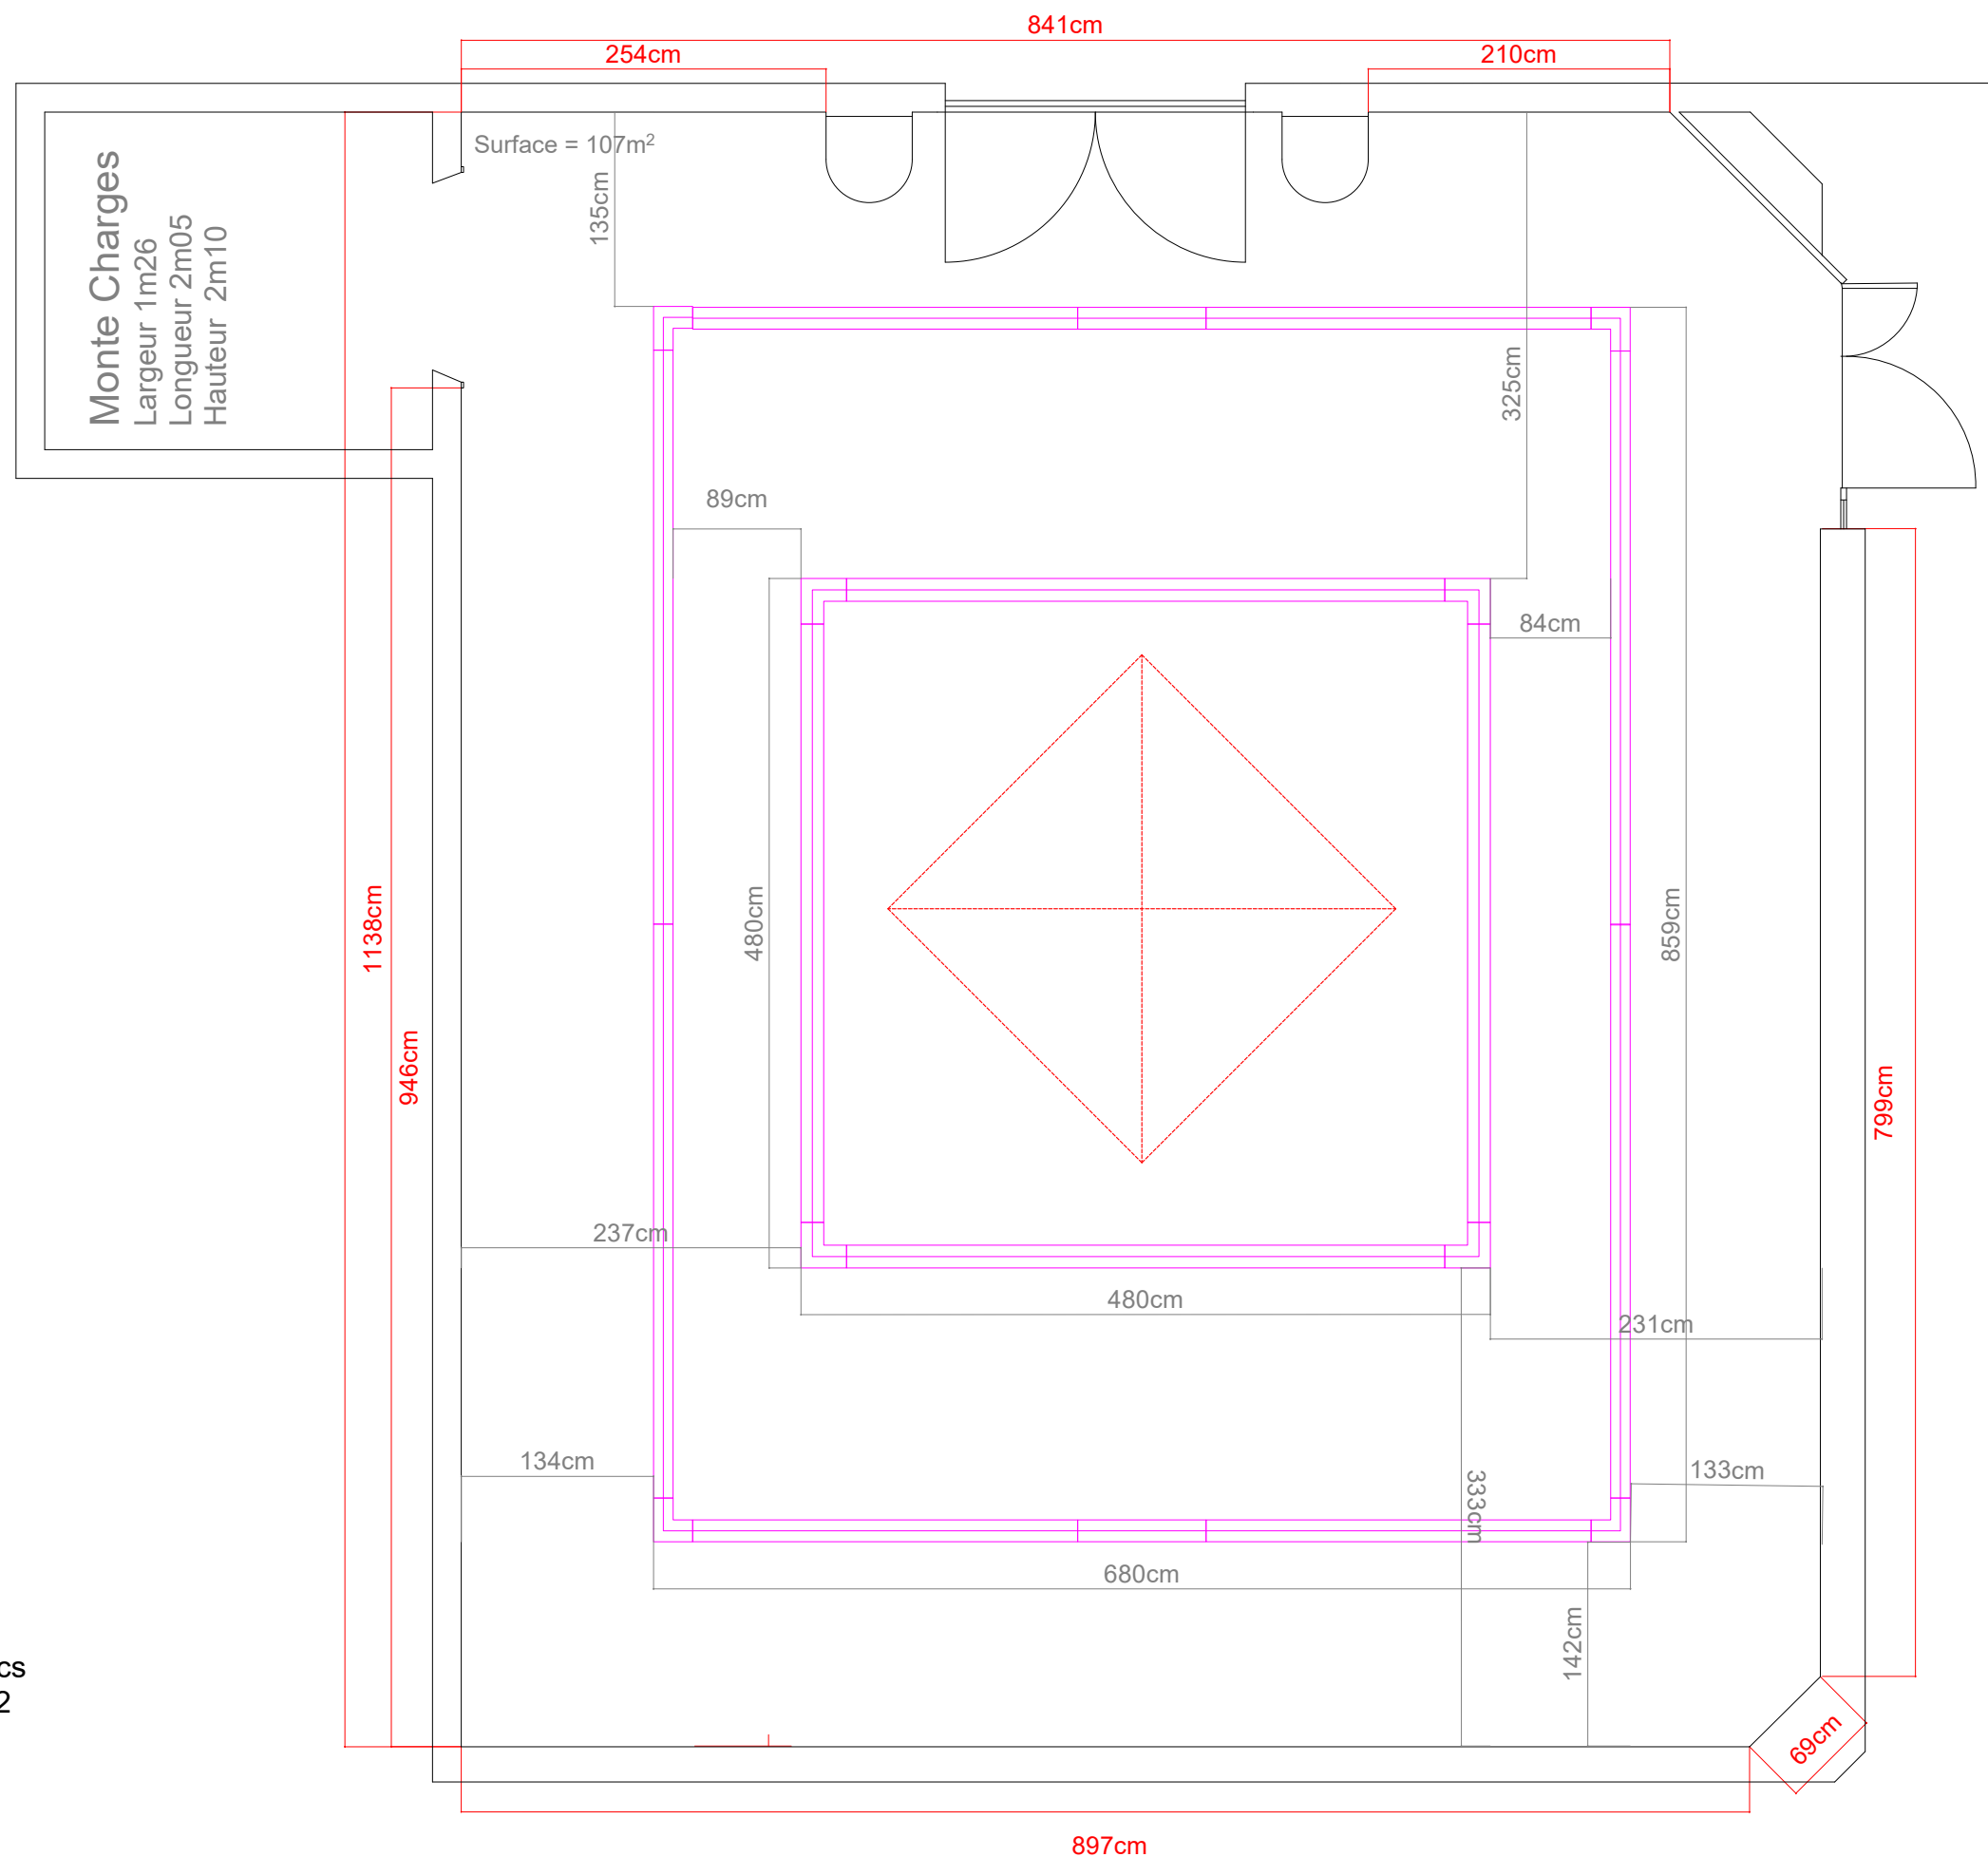 841cm
254cm
210cm
Surface = 107m²
135cm
Monte Charges
Largeur 1m26
Longueur 2m05
Hauteur 2m10
325cm
89cm
84cm
1138cm
946cm
480cm
859cm
799cm
237cm
480cm
231cm
134cm
333cm
133cm
680cm
142cm
cs
2
69cm
897cm